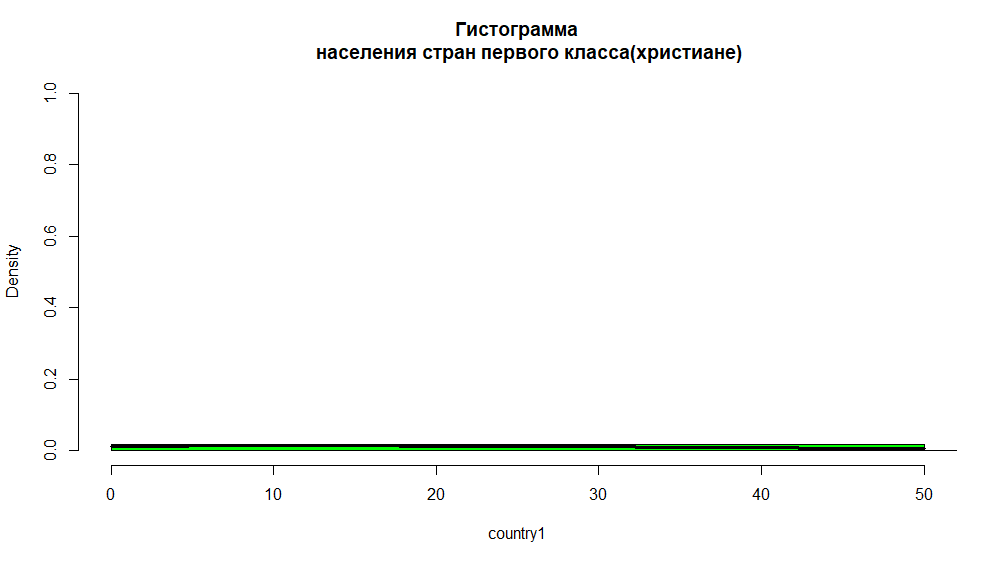 Гистограмма
населения стран первого класса(христиане)
Density
1.0
0.8
0.6
0.4
0.2
0.0
0 10 20 30 40 50
country1